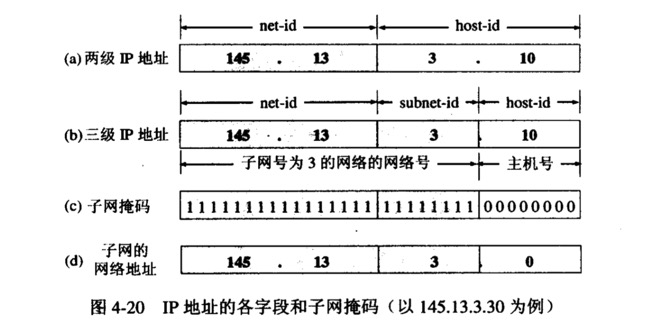 net-id host-id
(a) 两级 IP 地址 145 . 13 3 . 10
net-id subnet-id host-id
(b) 三级 IP 地址 145 . 13 3 . 10
子网号为 3 的网络的网络号 主机号
(c) 子网掩码 1111111111111111 11111111 00000000
(d) 子网的
网络地址 145 . 13 3 . 0
图 4-20 IP 地址的各字段和子网掩码（以 145.13.3.30 为例）